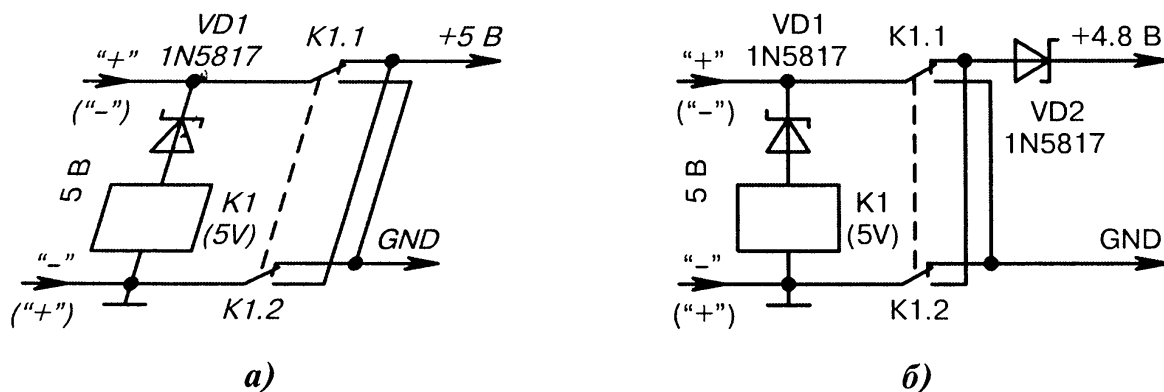 VD1
1N5817
K1.1
+5 В
“+”
(“–”)
5 В
K1
(5V)
GND
“–”
(“+”)
K1.2
а)
VD1
1N5817
K1.1
+4.8 В
“+”
(“–”)
VD2
1N5817
5 В
K1
(5V)
GND
“–”
(“+”)
K1.2
б)